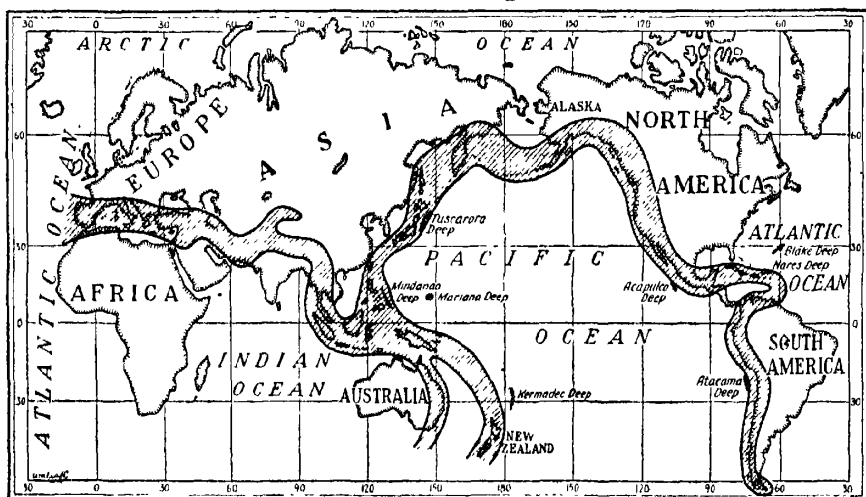 30 0 30 60 90 120 150 180 150 120 90 60 30
ARCTIC OCEAN
ALASKA
NORTH
AMERICA
60
EUROPE
ASIA
ATLANTIC OCEAN
Tuscarora
Deep
ATLANTIC
Blake Deep
Nares Deep
OCEAN
30 30
PACIFIC
OCEAN
AFRICA
Mindanao
Deep
Mariana Deep
Acapulco
Deep
0 0
INDIAN
OCEAN
SOUTH
AMERICA
AUSTRALIA
Kermadec Deep
Atacama
Deep
30 30
NEW
ZEALAND
30 0 30 60 90 120 150 180 150 120 90 60 30